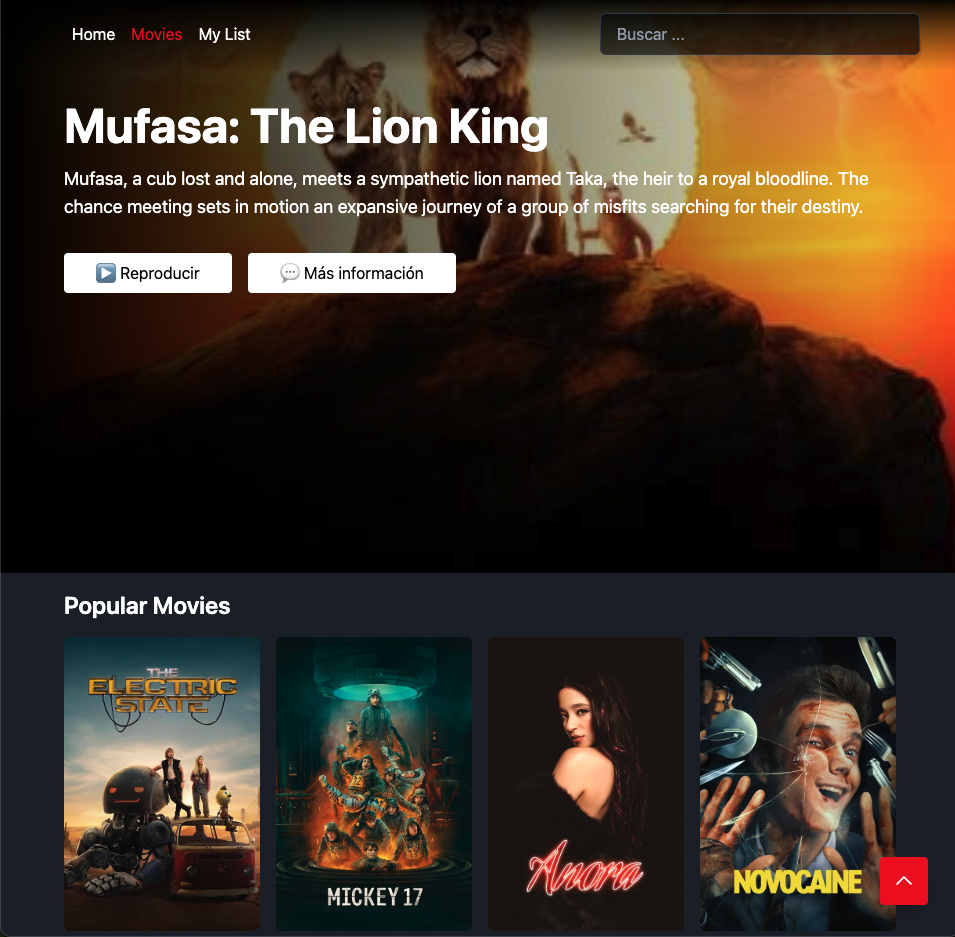 Home Movies My List Buscar ...
Mufasa: The Lion King
Mufasa, a cub lost and alone, meets a sympathetic lion named Taka, the heir to a royal bloodline. The
chance meeting sets in motion an expansive journey of a group of misfits searching for their destiny.
Reproducir Más información
Popular Movies
THE
ELECTRIC
STATE
MICKEY 17
Anora
NOVOCAINE